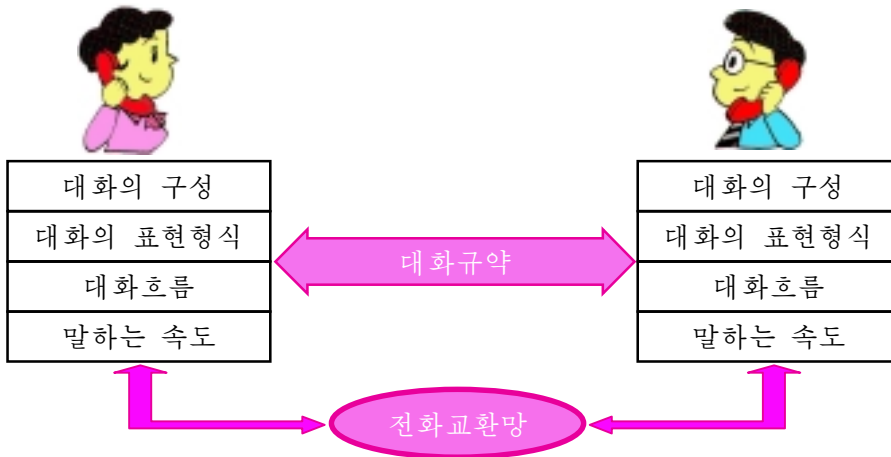 대화의 구성
대화의 표현형식
대화흐름
말하는 속도
대화규약
대화의 구성
대화의 표현형식
대화흐름
말하는 속도
전화교환망